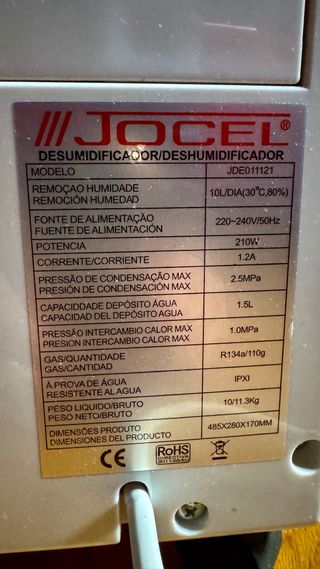 JOCEL®
DESUMIDIFICADOR/DESHUMIDIFICADOR
MODELO JDE011121
REMOÇAO HUMIDADE
REMOCIÓN HUMEDAD 10L/DIA(30°C,80%)
FONTE DE ALIMENTAÇÃO
FUENTE DE ALIMENTACIÓN 220~240V/50Hz
POTENCIA 210W
CORRENTE/CORRIENTE 1.2A
PRESSÃO DE CONDENSAÇÃO MAX
PRESIÓN DE CONDENSACIÓN MAX 2.5MPa
CAPACIDDADE DEPÓSITO ÁGUA
CAPACIDAD DEL DEPÓSITO AGUA 1.5L
PRESSÃO INTERCAMBIO CALOR MAX
PRESION INTERCAMBIO CALOR MAX 1.0MPa
GAS/QUANTIDADE
GAS/CANTIDAD R134a/110g
À PROVA DE ÁGUA
RESISTENTE AL AGUA IPXI
PESO LIQUIDO/BRUTO
PESO NETO/BRUTO 10/11.3Kg
DIMENSÕES PRODUTO
DIMENSIONES DEL PRODUCTO 485X280X170MM
CE RoHS